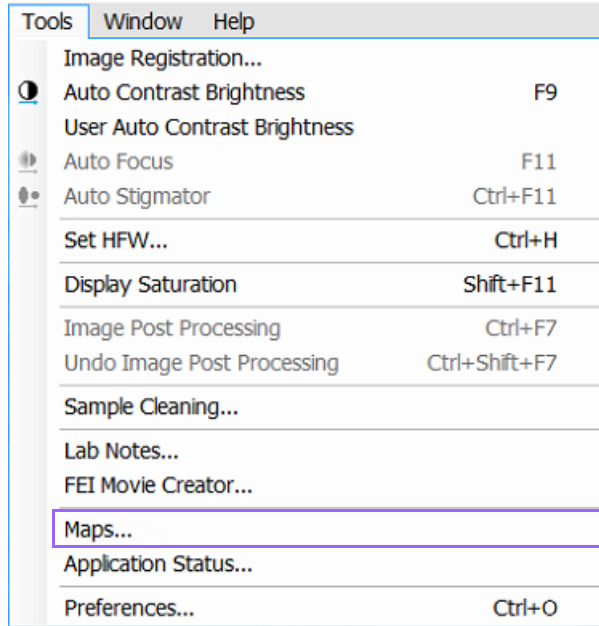 Tools Window Help
Image Registration...
Auto Contrast Brightness F9
User Auto Contrast Brightness
Auto Focus F11
Auto Stigmator Ctrl+F11
Set HFW... Ctrl+H
Display Saturation Shift+F11
Image Post Processing Ctrl+F7
Undo Image Post Processing Ctrl+Shift+F7
Sample Cleaning...
Lab Notes...
FEI Movie Creator...
Maps...
Application Status...
Preferences... Ctrl+O